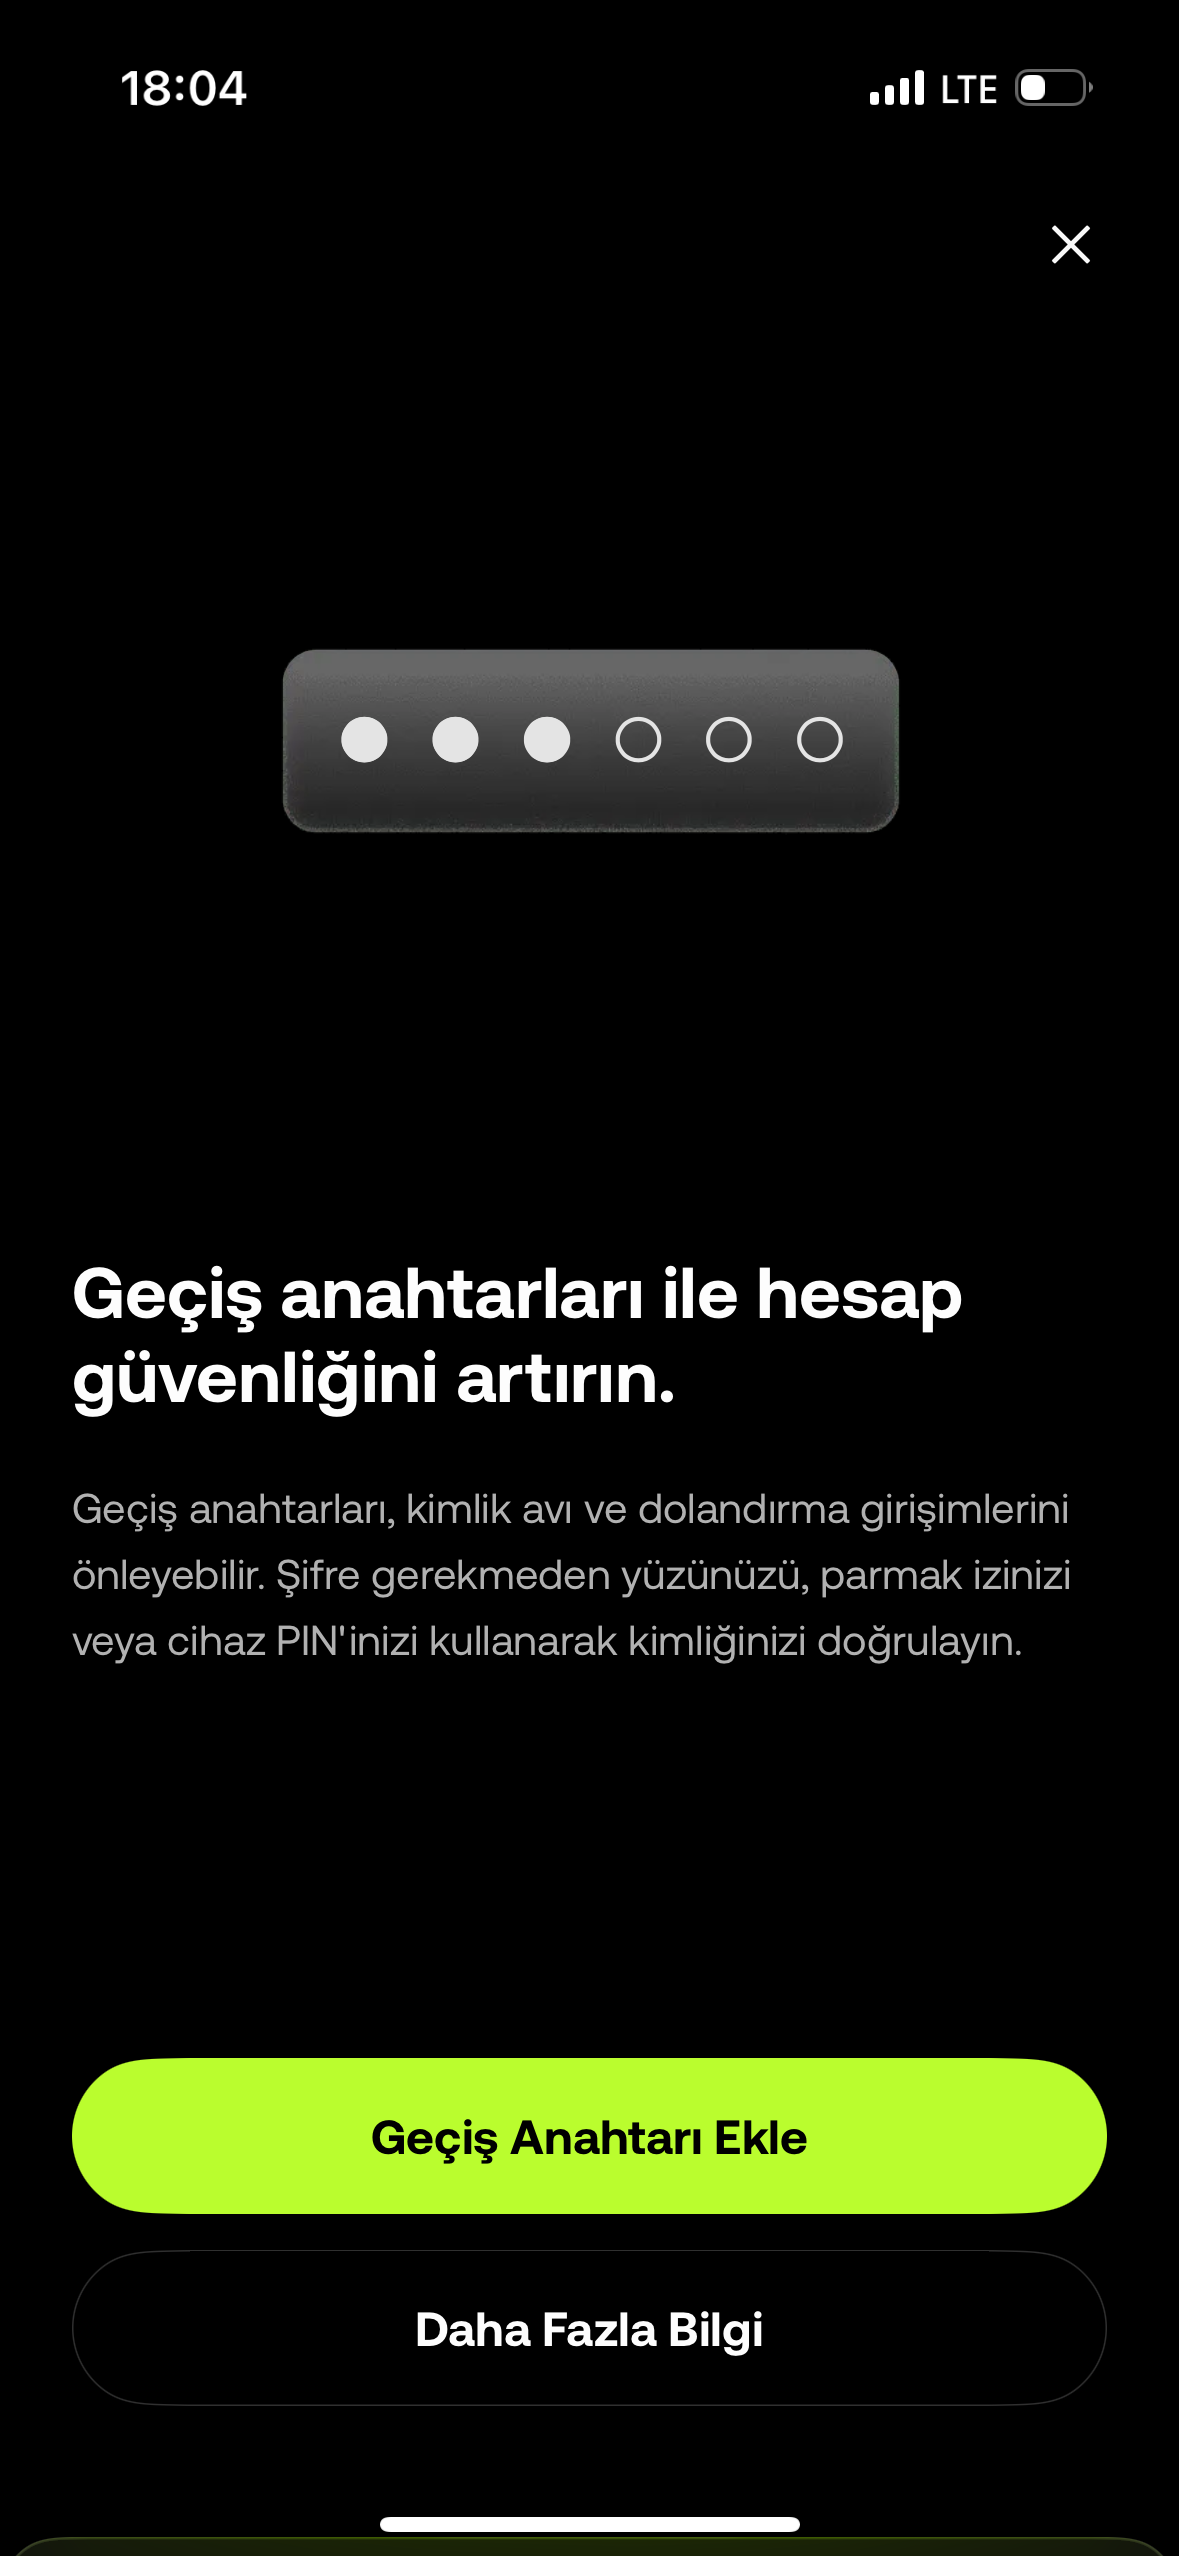 18:04
LTE
Geçiş anahtarları ile hesap
güvenliğini artırın.
Geçiş anahtarları, kimlik avı ve dolandırma girişimlerini
önleyebilir. Şifre gerekmeden yüzünüzü, parmak izinizi
veya cihaz PIN'inizi kullanarak kimliğinizi doğrulayın.
Geçiş Anahtarı Ekle
Daha Fazla Bilgi